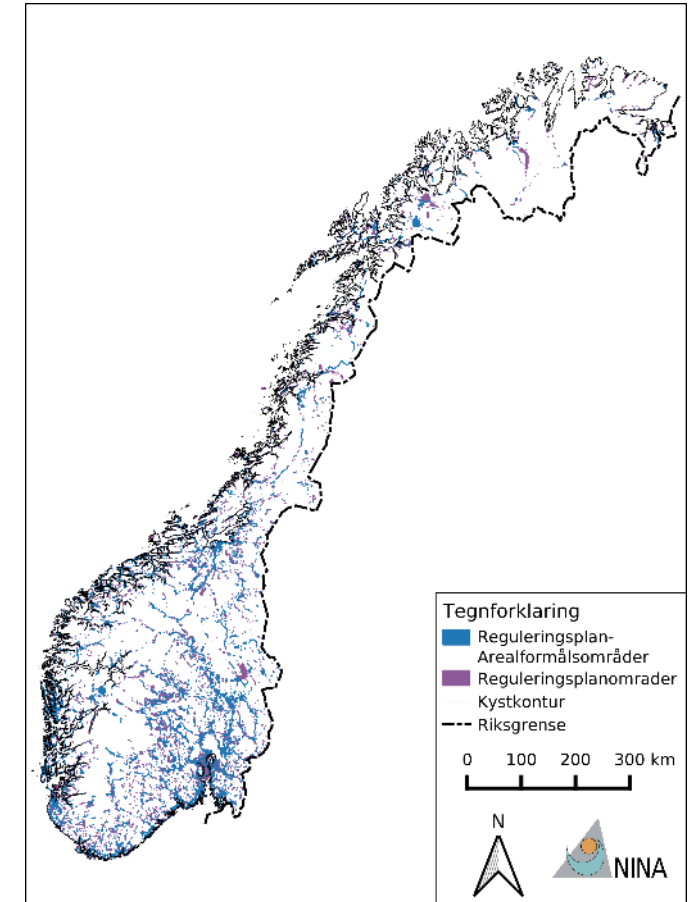 Tegnforklaring
Reguleringsplan-
Arealformålsområder
Reguleringsplanomrader
Kystkontur
Riksgrense
0 100 200 300 km
N
NINA